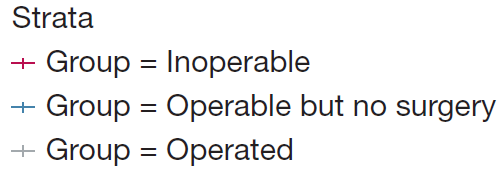 Strata
Group = Inoperable
Group = Operable but no surgery
Group = Operated